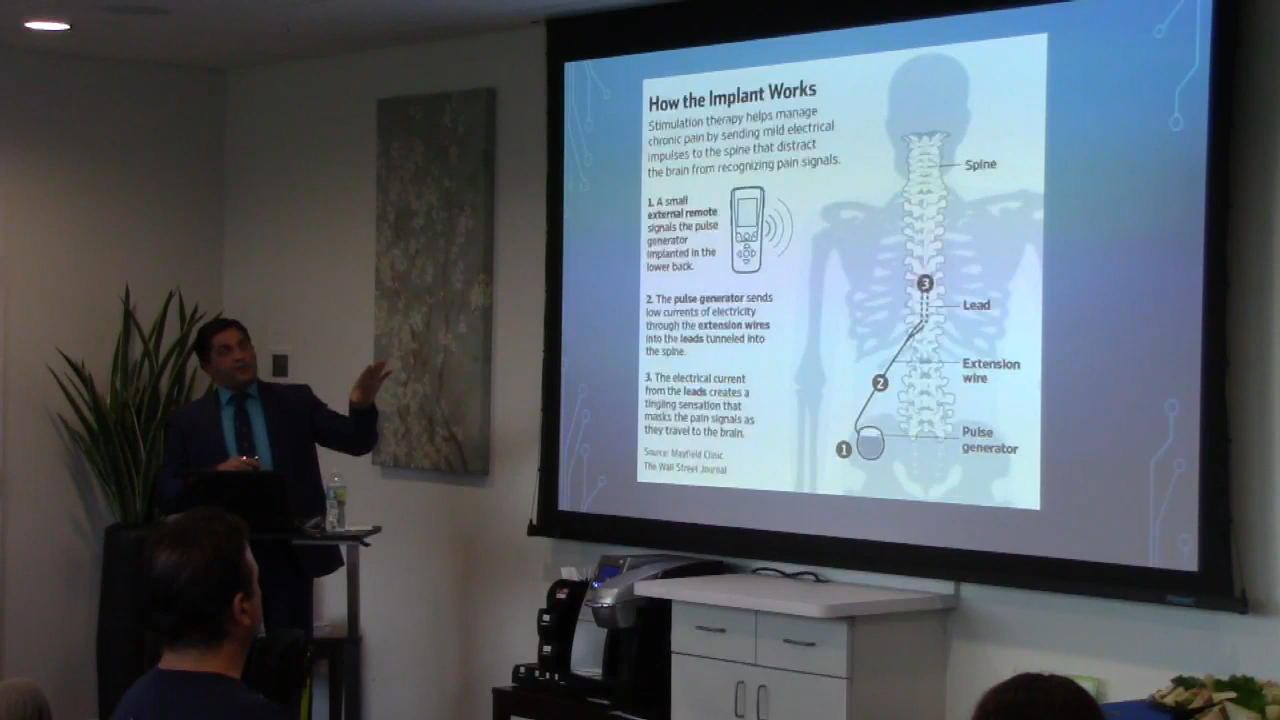 How the Implant Works
Stimulation therapy helps manage
chronic pain by sending mild electrical
impulses to the spine that distract
the brain from recognizing pain signals.
1. A small
external remote
signals the pulse
generator
implanted in the
lower back.
2. The pulse generator sends
low currents of electricity
through the extension wires
into the leads tunneled into
the spine.
3. The electrical current
from the leads creates a
tingling sensation that
masks the pain signals as
they travel to the brain.
Source: Mayfield Clinic
The Wall Street Journal
Spine
3
Lead
Extension
wire
2
Pulse
generator
1